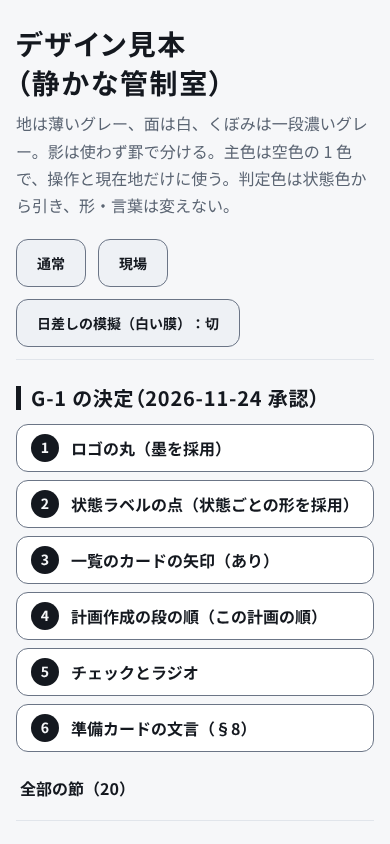 デザイン見本
（静かな管制室）
地は薄いグレー、面は白、くぼみは一段濃いグレ
ー。影は使わず罫で分ける。主色は空色の 1 色
で、操作と現在地だけに使う。判定色は状態色か
ら引き、形・言葉は変えない。
通常 現場
日差しの模擬（白い膜）：切
G-1 の決定（2026-11-24 承認）
1 ロゴの丸（墨を採用）
2 状態ラベルの点（状態ごとの形を採用）
3 一覧のカードの矢印（あり）
4 計画作成の段の順（この計画の順）
5 チェックとラジオ
6 準備カードの文言（§8）
全部の節（20）